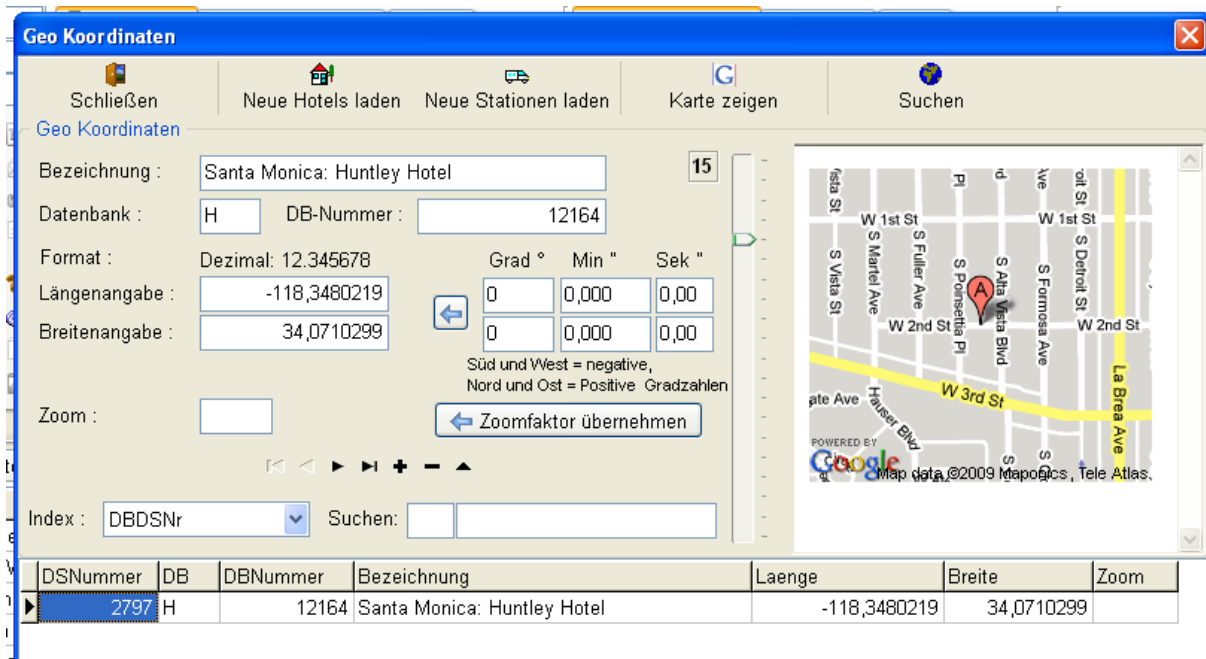 Geo Koordinaten
Schließen Neue Hotels laden Neue Stationen laden Karte zeigen Suchen
Geo Koordinaten
Bezeichnung : Santa Monica: Huntley Hotel 15
Datenbank : H DB-Nummer : 12164
Format : Dezimal: 12.345678 Grad ° Min " Sek "
Längenangabe : -118,3480219 0 0,000 0,00
Breitenangabe : 34,0710299 0 0,000 0,00
Süd und West = negative,
Nord und Ost = Positive Gradzahlen
Zoom : Zoomfaktor übernehmen
Index : DBDSNr Suchen:
W 1st St W 1st St
S Vista St
S Martel Ave
S Fuller Ave
S Poinsettia Pl
S Alta Vista Blvd
S Formosa Ave
S Detroit St
A
W 2nd St W 2nd St
W 3rd St
Hauser Blvd
La Brea Ave
POWERED BY
Google
Map data ©2009 Maponics, Tele Atlas
DSNummer DB DBNummer Bezeichnung Laenge Breite Zoom
2797 H 12164 Santa Monica: Huntley Hotel -118,3480219 34,0710299